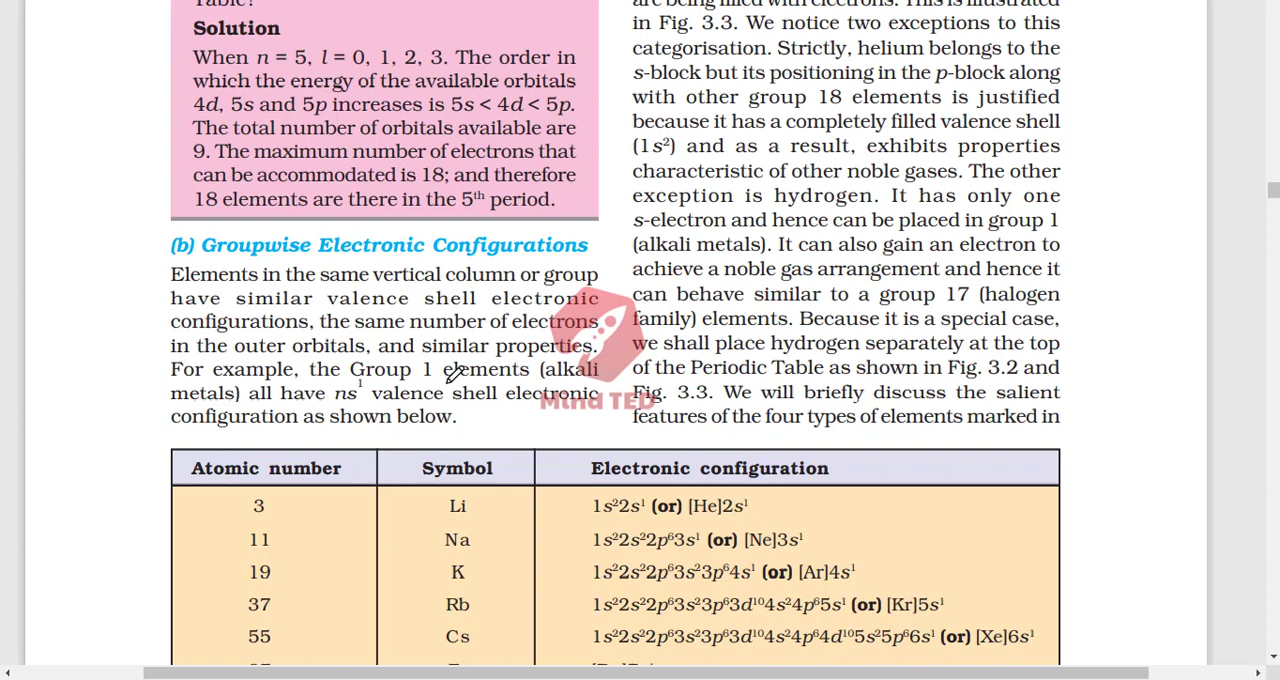 Table?
Solution
When n = 5, l = 0, 1, 2, 3. The order in
which the energy of the available orbitals
4d, 5s and 5p increases is 5s < 4d < 5p.
The total number of orbitals available are
9. The maximum number of electrons that
can be accommodated is 18; and therefore
18 elements are there in the 5th period.
(b) Groupwise Electronic Configurations
Elements in the same vertical column or group
have similar valence shell electronic
configurations, the same number of electrons
in the outer orbitals, and similar properties.
For example, the Group 1 elements (alkali
metals) all have ns¹ valence shell electronic
configuration as shown below.
are being filled with electrons. This is illustrated
in Fig. 3.3. We notice two exceptions to this
categorisation. Strictly, helium belongs to the
s-block but its positioning in the p-block along
with other group 18 elements is justified
because it has a completely filled valence shell
(1s²) and as a result, exhibits properties
characteristic of other noble gases. The other
exception is hydrogen. It has only one
s-electron and hence can be placed in group 1
(alkali metals). It can also gain an electron to
achieve a noble gas arrangement and hence it
can behave similar to a group 17 (halogen
family) elements. Because it is a special case,
we shall place hydrogen separately at the top
of the Periodic Table as shown in Fig. 3.2 and
Fig. 3.3. We will briefly discuss the salient
features of the four types of elements marked in
Mind TED
Atomic number Symbol Electronic configuration
3 Li 1s²2s¹ (or) [He]2s¹
11 Na 1s²2s²2p⁶3s¹ (or) [Ne]3s¹
19 K 1s²2s²2p⁶3s²3p⁶4s¹ (or) [Ar]4s¹
37 Rb 1s²2s²2p⁶3s²3p⁶3d¹⁰4s²4p⁶5s¹ (or) [Kr]5s¹
55 Cs 1s²2s²2p⁶3s²3p⁶3d¹⁰4s²4p⁶4d¹⁰5s²5p⁶6s¹ (or) [Xe]6s¹